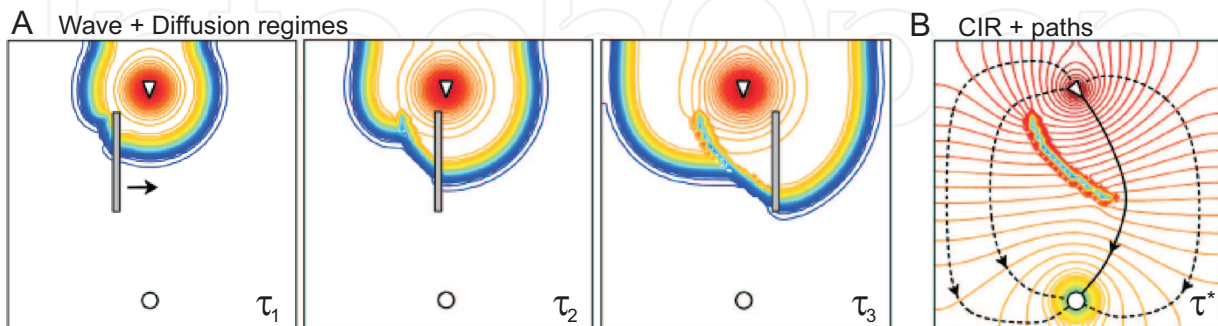 A Wave + Diffusion regimes
B CIR + paths
τ1
τ2
τ3
τ*